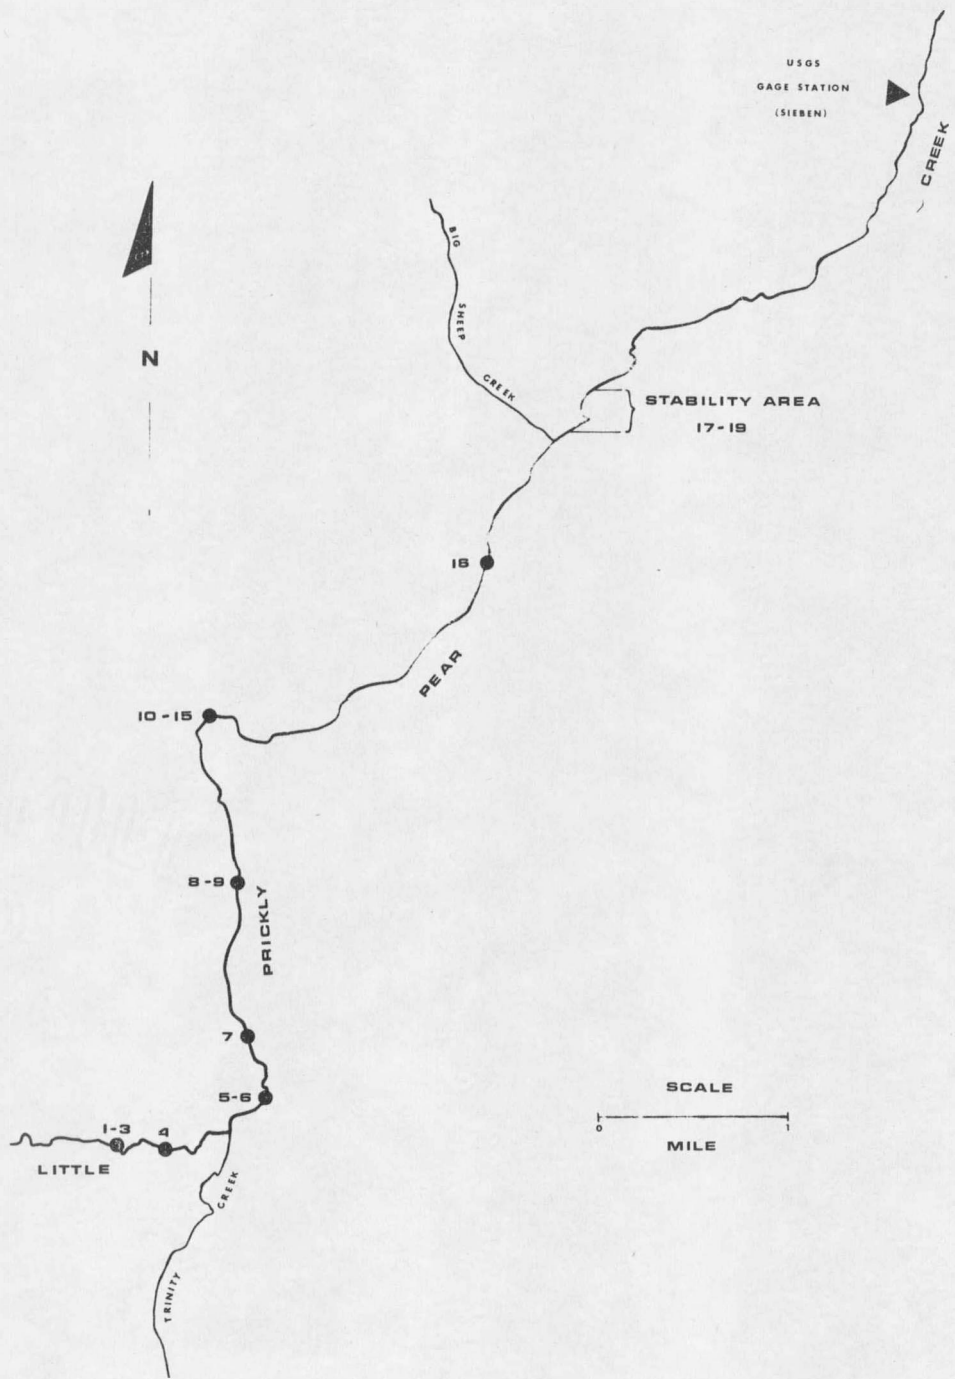 USGS
GAGE STATION
(SIEBEN)
CREEK
BIG
SHEEP
CREEK
N
STABILITY AREA
17-19
16
PEAR
10-15
8-9
PRICKLY
7
5-6
SCALE
0 1
MILE
1-3
4
LITTLE
CREEK
TRINITY